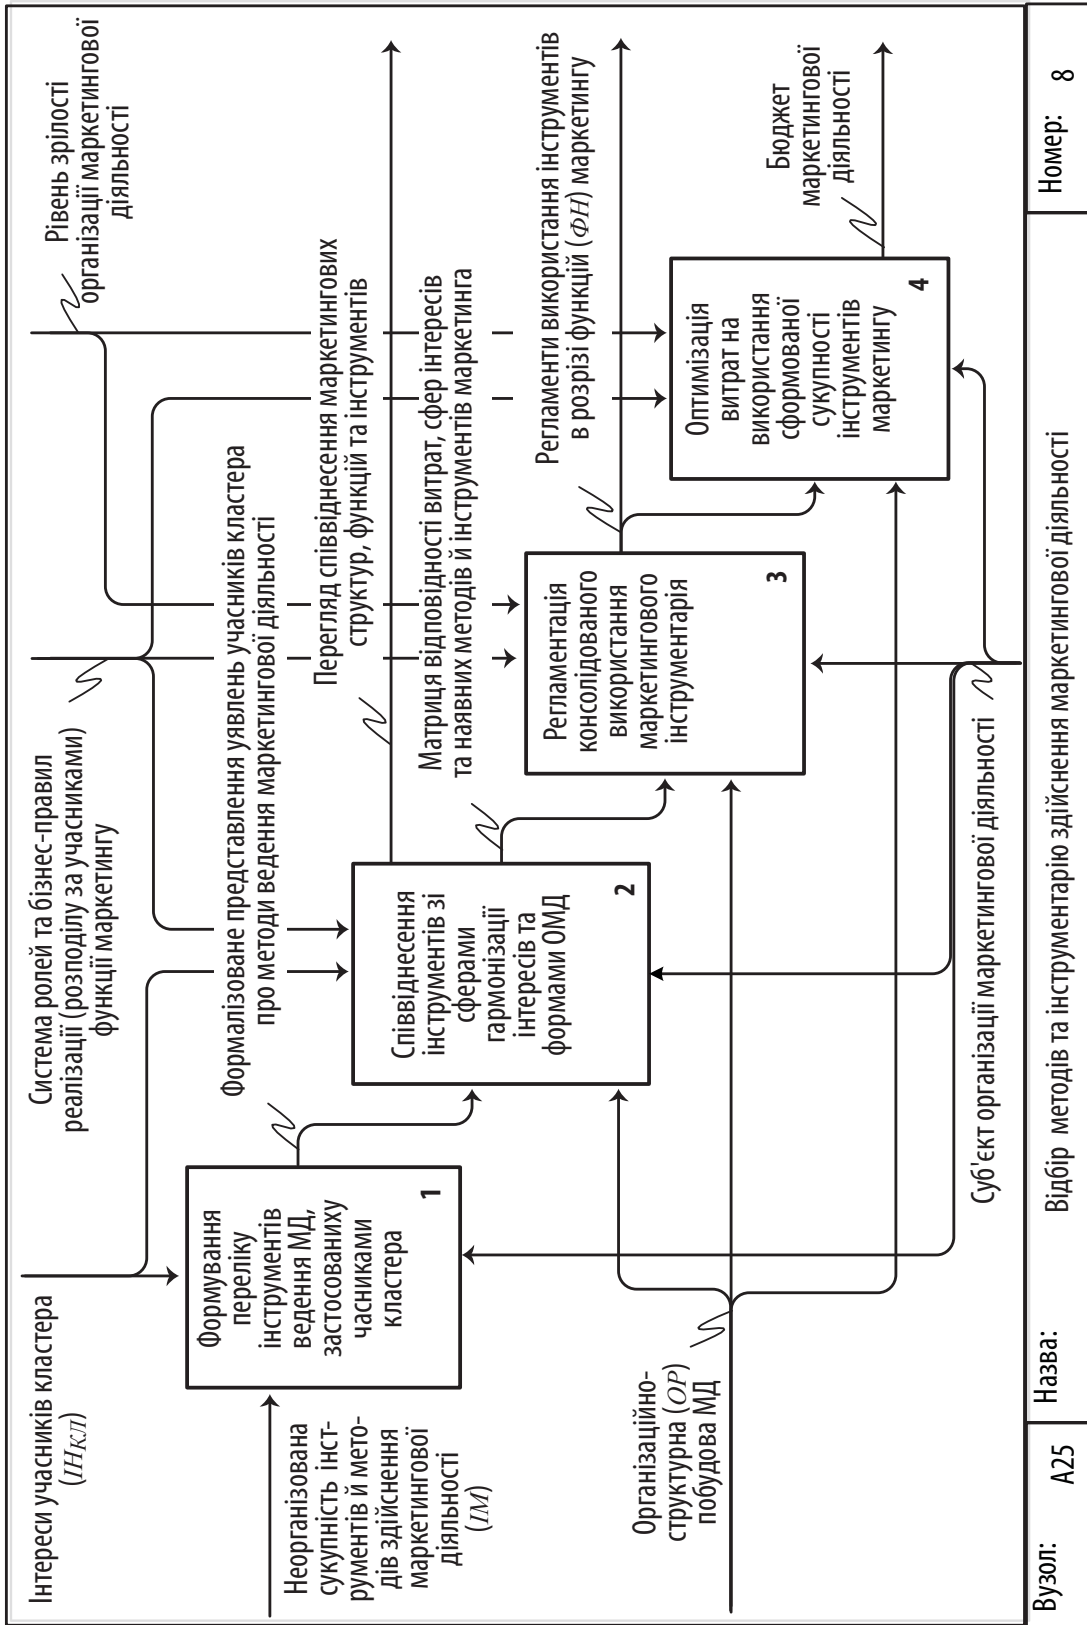 Інтереси учасників кластера
(ІН_КЛ)
Система ролей та бізнес-правил
реалізації (розподілу за учасниками)
функції маркетингу
Рівень зрілості
організації маркетингової
діяльності
Формалізоване представлення уявлень учасників кластера
про методи ведення маркетингової діяльності
Перегляд співвіднесення маркетингових
структур, функцій та інструментів
Матриця відповідності витрат, сфер інтересів
та наявних методів й інструментів маркетинга
Регламенти використання інструментів
в розрізі функцій (ФН) маркетингу
Бюджет
маркетингової
діяльності
Формування
переліку
інструментів
ведення МД,
застосованиху
часниками
кластера
1
Співвіднесення
інструментів зі
сферами
гармонізації
інтересів та
формами ОМД
2
Регламентація
консолідованого
використання
маркетингового
інструментарія
3
Оптимізація
витрат на
використання
сформованої
сукупності
інструментів
маркетингу
4
Неорганізована
сукупність інст-
рументів й мето-
дів здійснення
маркетингової
діяльності
(ІМ)
Організаційно-
структурна (ОР)
побудова МД
Суб'єкт організації маркетингової діяльності
Вузол: А25
Назва: Відбір методів та інструментарію здійснення маркетингової діяльності
Номер: 8